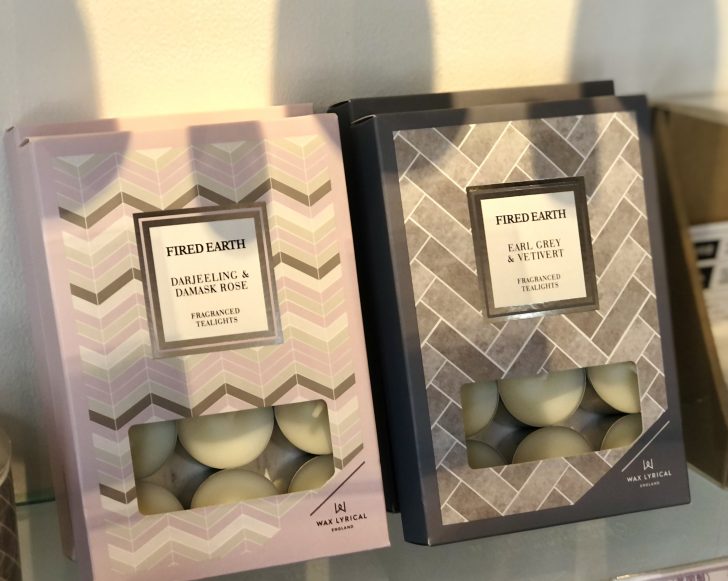 FIRED EARTH
DARJEELING &
DAMASK ROSE
FRAGRANCED
TEALIGHTS
WAX LYRICAL
ENGLAND
FIRED EARTH
EARL GREY
& VETIVERT
FRAGRANCED
TEALIGHTS
WAX LYRICAL
ENGLAND